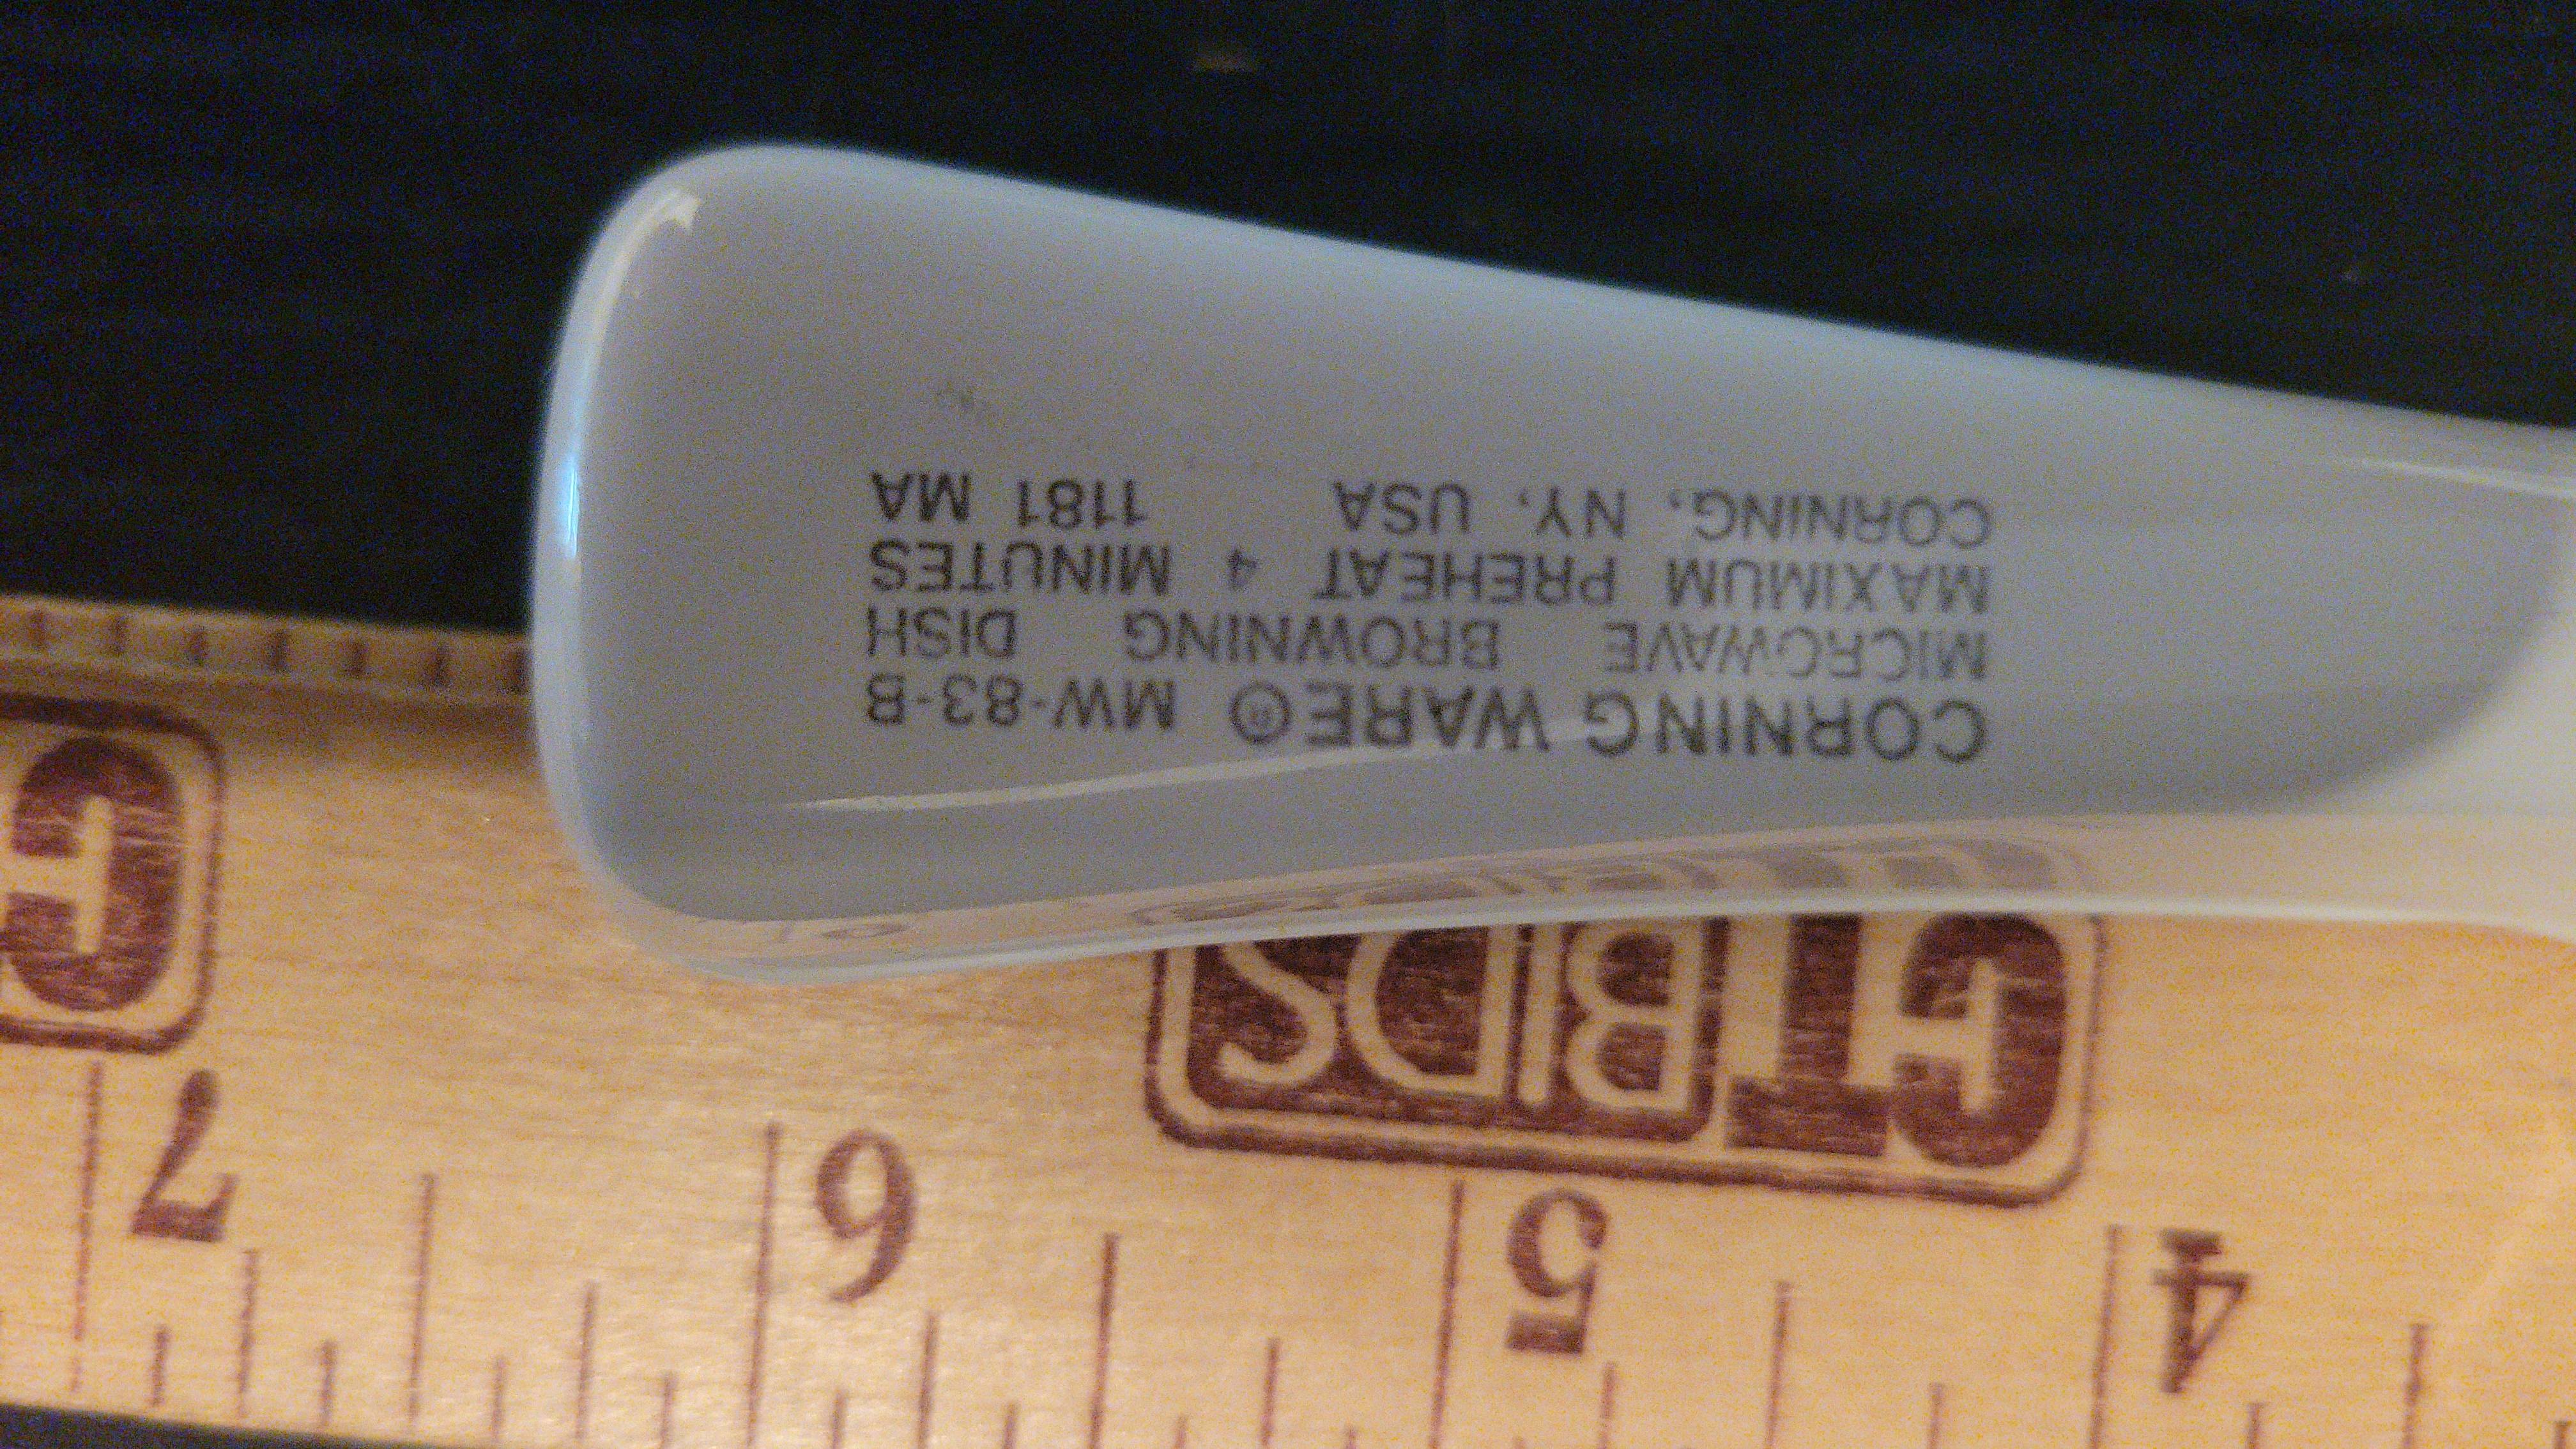 CORNING WARE® MW-83-B
MICROWAVE BROWNING DISH
MAXIMUM PREHEAT 4 MINUTES
CORNING, NY, USA 1181 MA
4
5
6
7